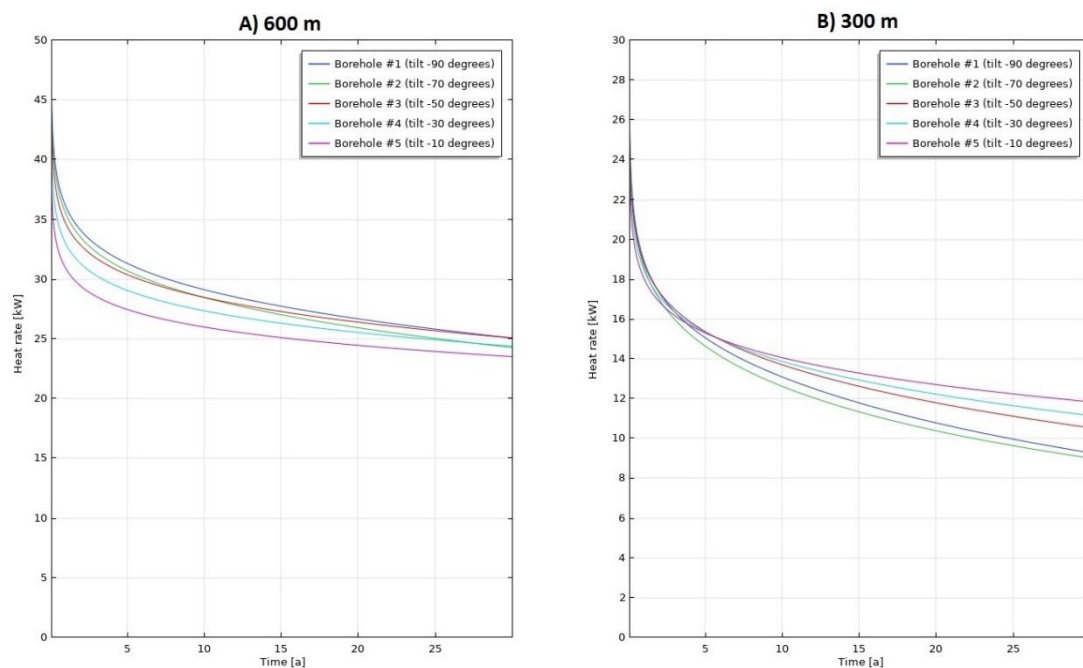 A) 600 m
50
45
40
35
30
25
20
15
10
5
0
Heat rate [kW]
5
10
15
20
25
Time [a]
Borehole #1 (tilt -90 degrees)
Borehole #2 (tilt -70 degrees)
Borehole #3 (tilt -50 degrees)
Borehole #4 (tilt -30 degrees)
Borehole #5 (tilt -10 degrees)
B) 300 m
30
28
26
24
22
20
18
16
14
12
10
8
6
4
2
0
Heat rate [kW]
5
10
15
20
25
Time [a]
Borehole #1 (tilt -90 degrees)
Borehole #2 (tilt -70 degrees)
Borehole #3 (tilt -50 degrees)
Borehole #4 (tilt -30 degrees)
Borehole #5 (tilt -10 degrees)